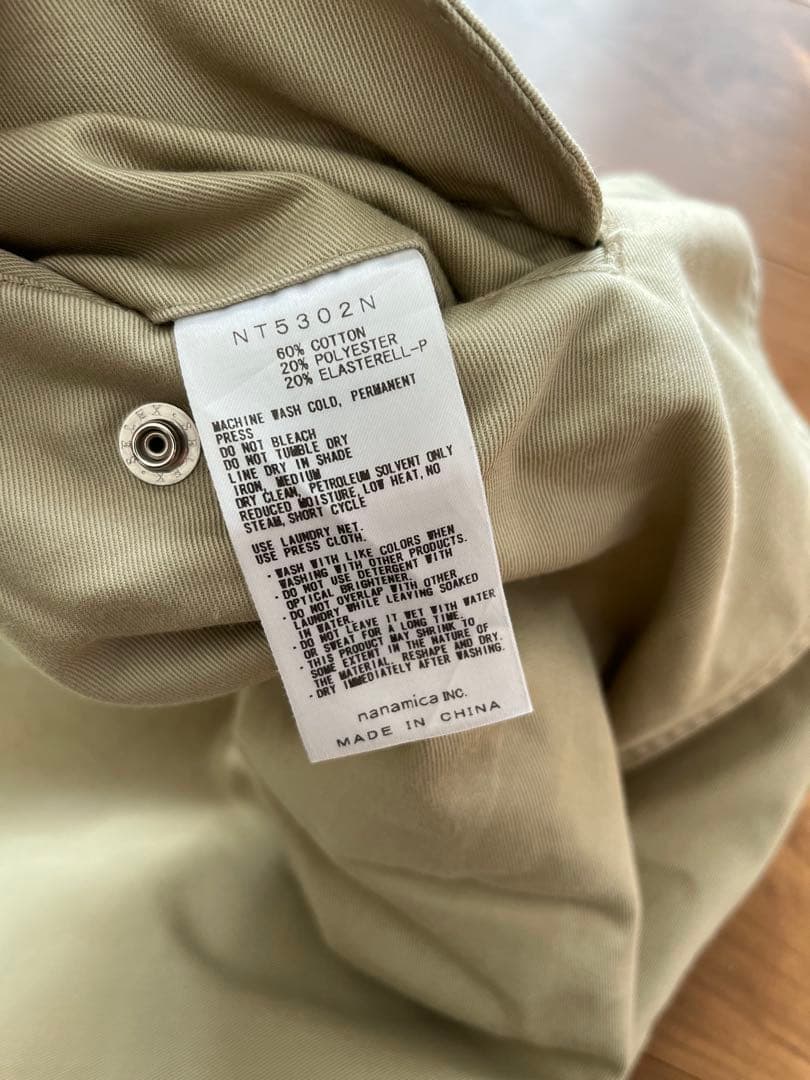 NT5302N
60% COTTON
20% POLYESTER
20% ELASTERELL-P
MACHINE WASH COLD, PERMANENT
PRESS
DO NOT BLEACH
DO NOT TUMBLE DRY
LINE DRY IN SHADE
IRON, MEDIUM
DRY CLEAN, PETROLEUM SOLVENT ONLY
REDUCED MOISTURE, LOW HEAT, NO
STEAM, SHORT CYCLE
USE LAUNDRY NET.
USE PRESS CLOTH.
・WASH WITH LIKE COLORS WHEN
WASHING WITH OTHER PRODUCTS.
・DO NOT USE DETERGENT WITH
OPTICAL BRIGHTENER.
・DO NOT OVERLAP WITH OTHER
LAUNDRY WHILE LEAVING SOAKED
IN WATER.
・DO NOT LEAVE IT WET WITH WATER
OR SWEAT FOR A LONG TIME.
・THIS PRODUCT MAY SHRINK TO
SOME EXTENT IN THE NATURE OF
THE MATERIAL. RESHAPE AND DRY.
・DRY IMMEDIATELY AFTER WASHING.
nanamica INC.
MADE IN CHINA